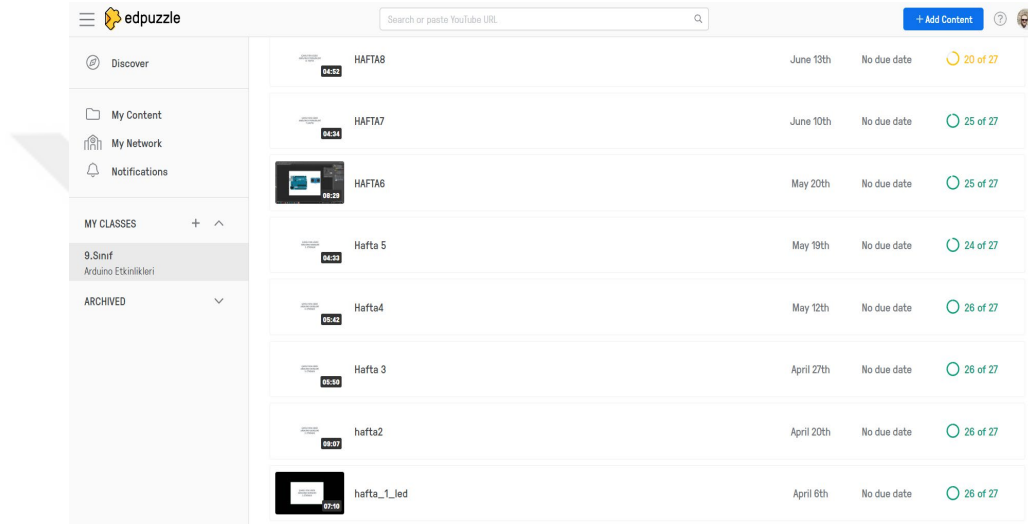 edpuzzle
Search or paste YouTube URL
+ Add Content
?
Discover
My Content
My Network
Notifications
MY CLASSES +
9.Sınıf
Arduino Etkinlikleri
ARCHIVED
04:52 HAFTA8 June 13th No due date 20 of 27
04:34 HAFTA7 June 10th No due date 25 of 27
08:29 HAFTA6 May 20th No due date 25 of 27
04:33 Hafta 5 May 19th No due date 24 of 27
05:42 Hafta4 May 12th No due date 26 of 27
05:50 Hafta 3 April 27th No due date 26 of 27
09:07 hafta2 April 20th No due date 26 of 27
07:10 hafta_1_led April 6th No due date 26 of 27